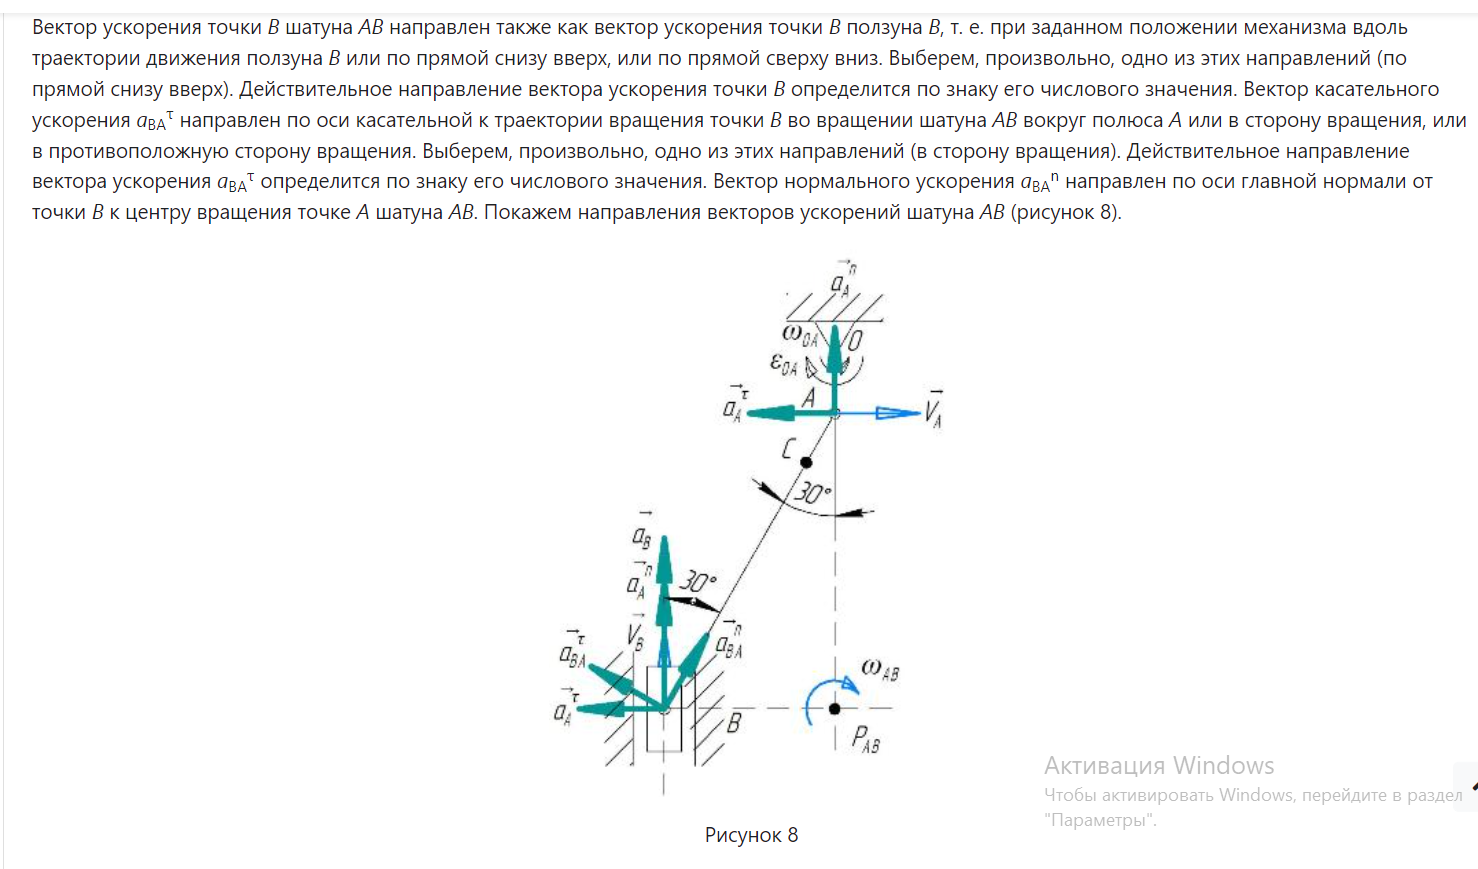 Вектор ускорения точки B шатуна AB направлен также как вектор ускорения точки B ползуна B, т. е. при заданном положении механизма вдоль
траектории движения ползуна B или по прямой снизу вверх, или по прямой сверху вниз. Выберем, произвольно, одно из этих направлений (по
прямой снизу вверх). Действительное направление вектора ускорения точки B определится по знаку его числового значения. Вектор касательного
ускорения aBAτ направлен по оси касательной к траектории вращения точки B во вращении шатуна AB вокруг полюса A или в сторону вращения, или
в противоположную сторону вращения. Выберем, произвольно, одно из этих направлений (в сторону вращения). Действительное направление
вектора ускорения aBAτ определится по знаку его числового значения. Вектор нормального ускорения aBAn направлен по оси главной нормали от
точки B к центру вращения точке A шатуна AB. Покажем направления векторов ускорений шатуна AB (рисунок 8).
aAn
ωOA
O
εOA
aAτ
A
VA
C
30°
aB
aAn
30°
VB
aBAτ
aBAn
ωAB
aAτ
B
PAB
Активация Windows
Чтобы активировать Windows, перейдите в раздел
"Параметры".
Рисунок 8